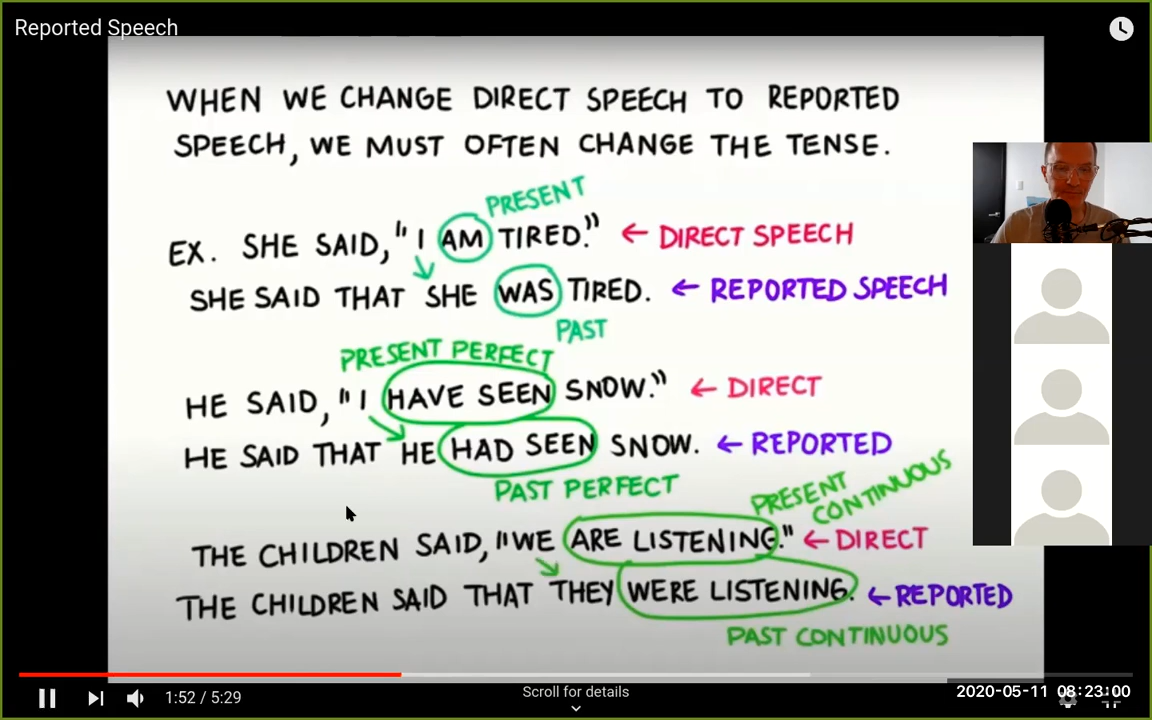 Reported Speech
WHEN WE CHANGE DIRECT SPEECH TO REPORTED
SPEECH, WE MUST OFTEN CHANGE THE TENSE.
PRESENT
EX. SHE SAID, "I AM TIRED." ← DIRECT SPEECH
SHE SAID THAT SHE WAS TIRED. ← REPORTED SPEECH
PAST
PRESENT PERFECT
HE SAID, "I HAVE SEEN SNOW." ← DIRECT
HE SAID THAT HE HAD SEEN SNOW. ← REPORTED
PAST PERFECT
PRESENT
CONTINUOUS
THE CHILDREN SAID, "WE ARE LISTENING." ← DIRECT
THE CHILDREN SAID THAT THEY WERE LISTENING. ← REPORTED
PAST CONTINUOUS
1:52 / 5:29
Scroll for details
2020-05-11 08:23:00